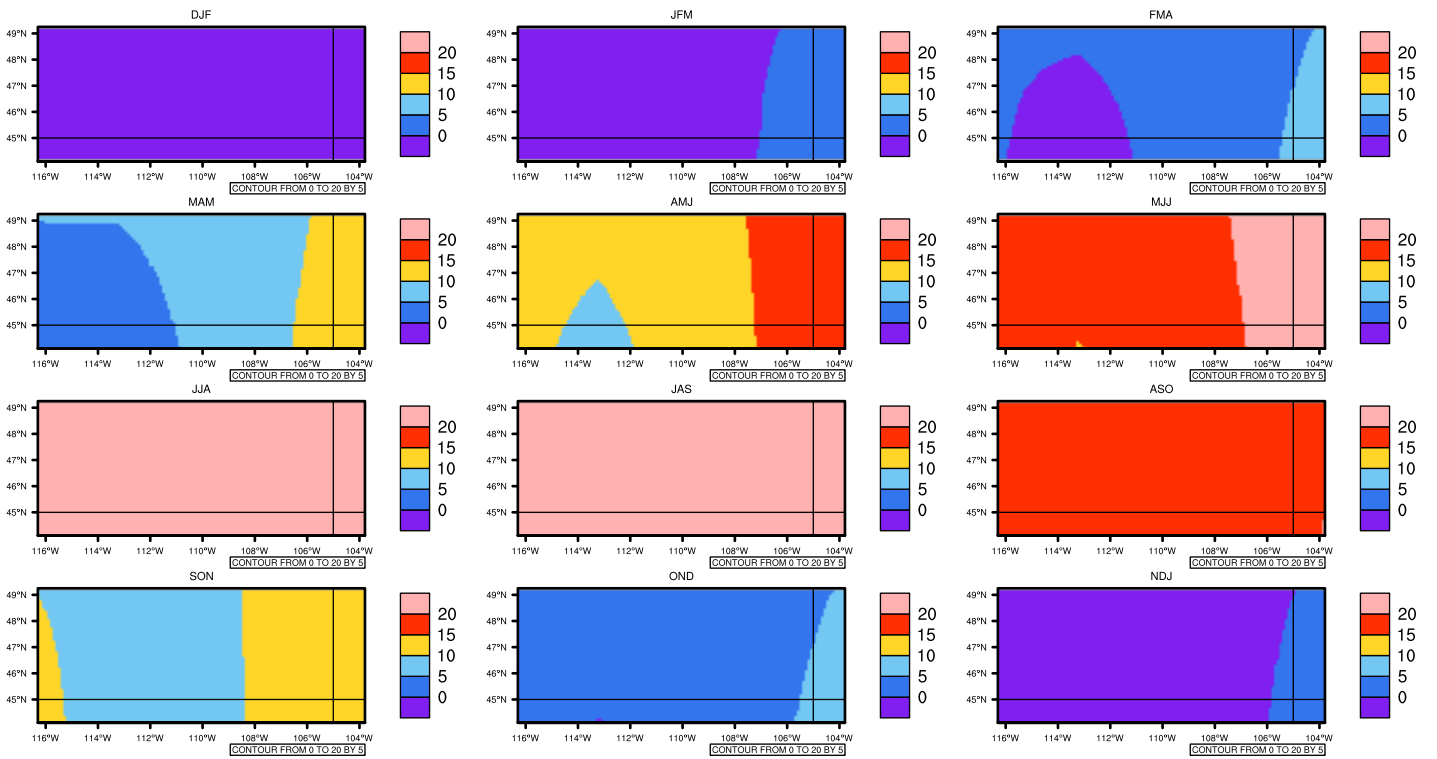 DJF JFM FMA
49°N 20 49°N 20 49°N 20
48°N 15 48°N 15 48°N 15
47°N 10 47°N 10 47°N 10
46°N 5 46°N 5 46°N 5
45°N 0 45°N 0 45°N 0
116°W 114°W 112°W 110°W 108°W 106°W 104°W 116°W 114°W 112°W 110°W 108°W 106°W 104°W 116°W 114°W 112°W 110°W 108°W 106°W 104°W
CONTOUR FROM 0 TO 20 BY 5 CONTOUR FROM 0 TO 20 BY 5 CONTOUR FROM 0 TO 20 BY 5
MAM AMJ MJJ
49°N 20 49°N 20 49°N 20
48°N 15 48°N 15 48°N 15
47°N 10 47°N 10 47°N 10
46°N 5 46°N 5 46°N 5
45°N 0 45°N 0 45°N 0
116°W 114°W 112°W 110°W 108°W 106°W 104°W 116°W 114°W 112°W 110°W 108°W 106°W 104°W 116°W 114°W 112°W 110°W 108°W 106°W 104°W
CONTOUR FROM 0 TO 20 BY 5 CONTOUR FROM 0 TO 20 BY 5 CONTOUR FROM 0 TO 20 BY 5
JJA JAS ASO
49°N 20 49°N 20 49°N 20
48°N 15 48°N 15 48°N 15
47°N 10 47°N 10 47°N 10
46°N 5 46°N 5 46°N 5
45°N 0 45°N 0 45°N 0
116°W 114°W 112°W 110°W 108°W 106°W 104°W 116°W 114°W 112°W 110°W 108°W 106°W 104°W 116°W 114°W 112°W 110°W 108°W 106°W 104°W
CONTOUR FROM 0 TO 20 BY 5 CONTOUR FROM 0 TO 20 BY 5 CONTOUR FROM 0 TO 20 BY 5
SON OND NDJ
49°N 20 49°N 20 49°N 20
48°N 15 48°N 15 48°N 15
47°N 10 47°N 10 47°N 10
46°N 5 46°N 5 46°N 5
45°N 0 45°N 0 45°N 0
116°W 114°W 112°W 110°W 108°W 106°W 104°W 116°W 114°W 112°W 110°W 108°W 106°W 104°W 116°W 114°W 112°W 110°W 108°W 106°W 104°W
CONTOUR FROM 0 TO 20 BY 5 CONTOUR FROM 0 TO 20 BY 5 CONTOUR FROM 0 TO 20 BY 5